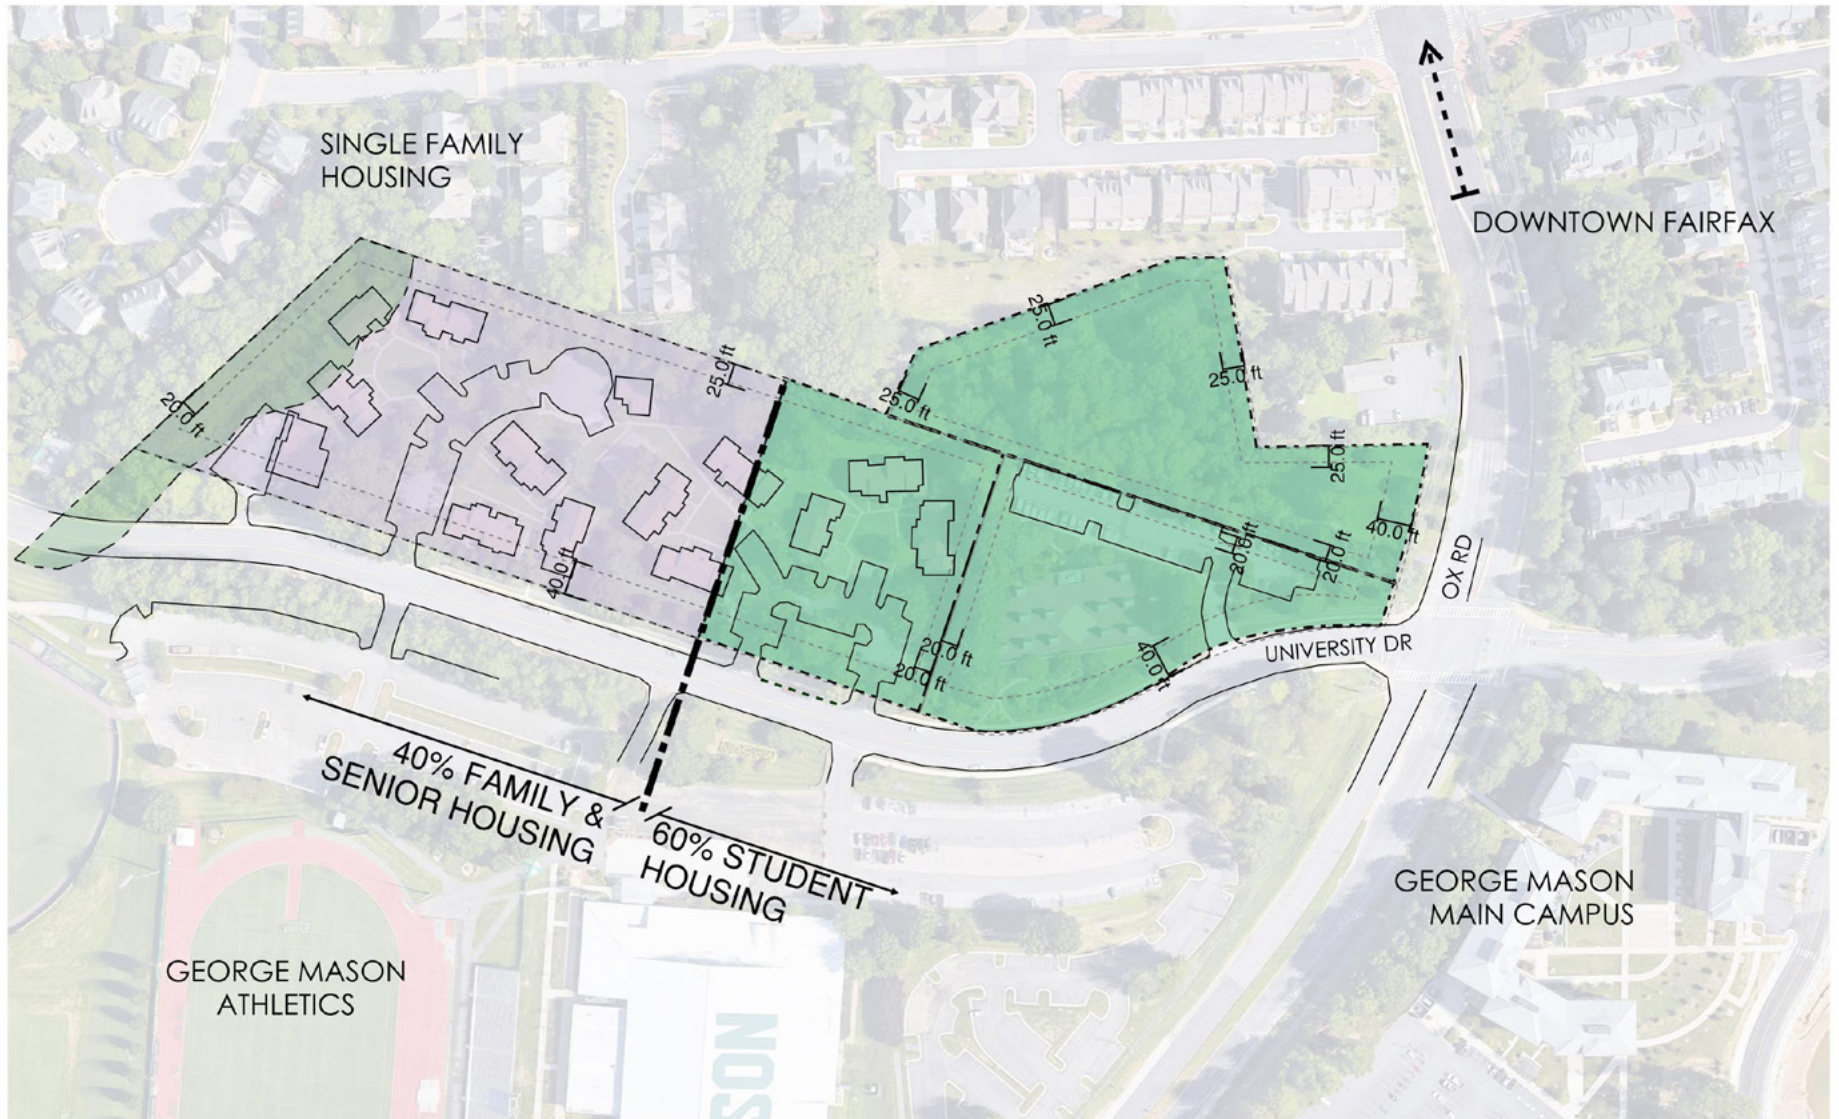 SINGLE FAMILY
HOUSING
DOWNTOWN FAIRFAX
25.0 ft
25.0 ft
25.0 ft
25.0 ft
20.0 ft
25.0 ft
40.0 ft
20.0 ft
20.0 ft
40.0 ft
OX RD
UNIVERSITY DR
20.0 ft
20.0 ft
40.0 ft
40% FAMILY &
SENIOR HOUSING
60% STUDENT
HOUSING
GEORGE MASON
MAIN CAMPUS
GEORGE MASON
ATHLETICS
SON